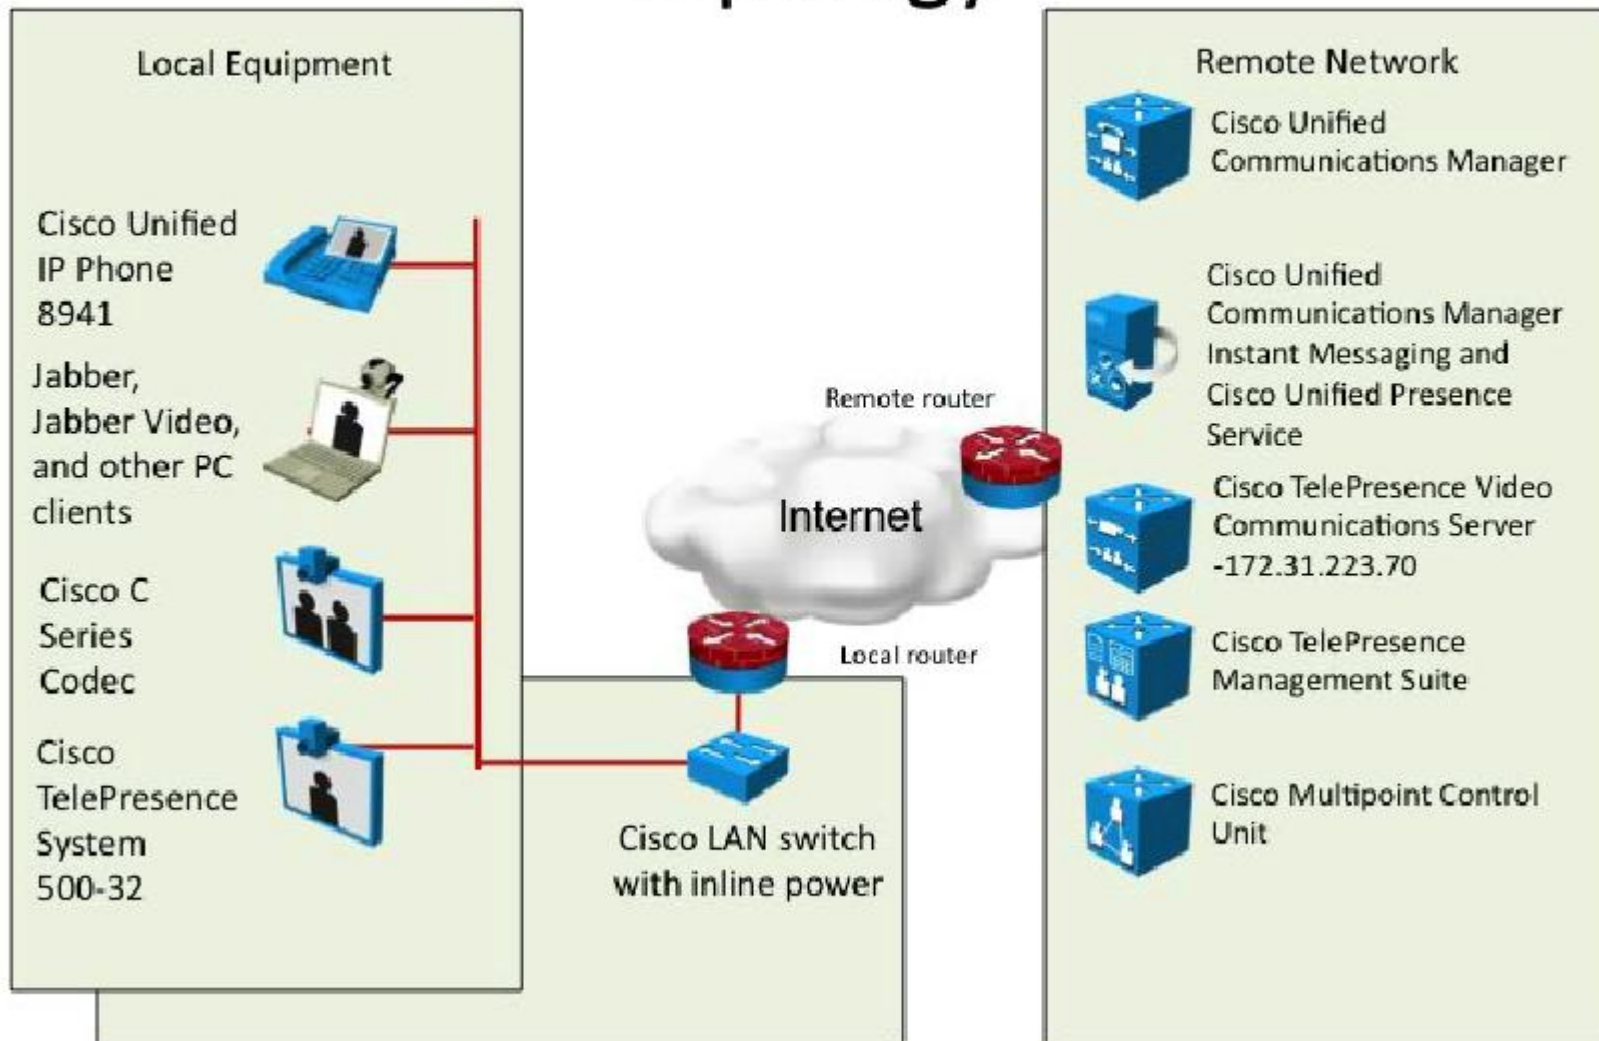 Local Equipment
Cisco Unified
IP Phone
8941
Jabber,
Jabber Video,
and other PC
clients
Cisco C
Series
Codec
Cisco
TelePresence
System
500-32
Remote router
Internet
Local router
Cisco LAN switch
with inline power
Remote Network
Cisco Unified
Communications Manager
Cisco Unified
Communications Manager
Instant Messaging and
Cisco Unified Presence
Service
Cisco TelePresence Video
Communications Server
-172.31.223.70
Cisco TelePresence
Management Suite
Cisco Multipoint Control
Unit